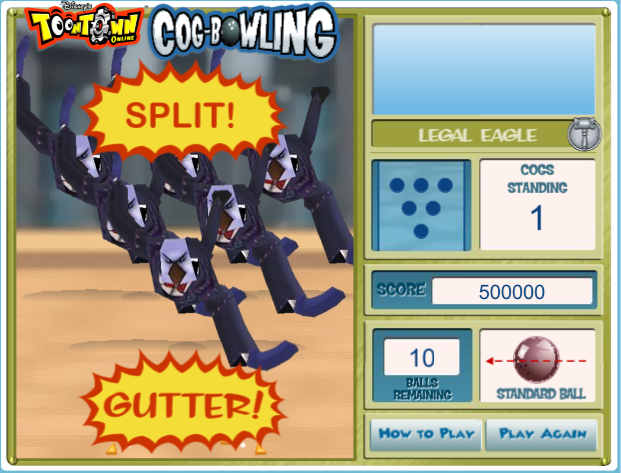 Disney's
TOONTOWN
ONLINE
COG-BOWLING
SPLIT!
LEGAL EAGLE
COGS
STANDING
1
SCORE 500000
10
BALLS
REMAINING
STANDARD BALL
GUTTER!
HOW TO PLAY
PLAY AGAIN